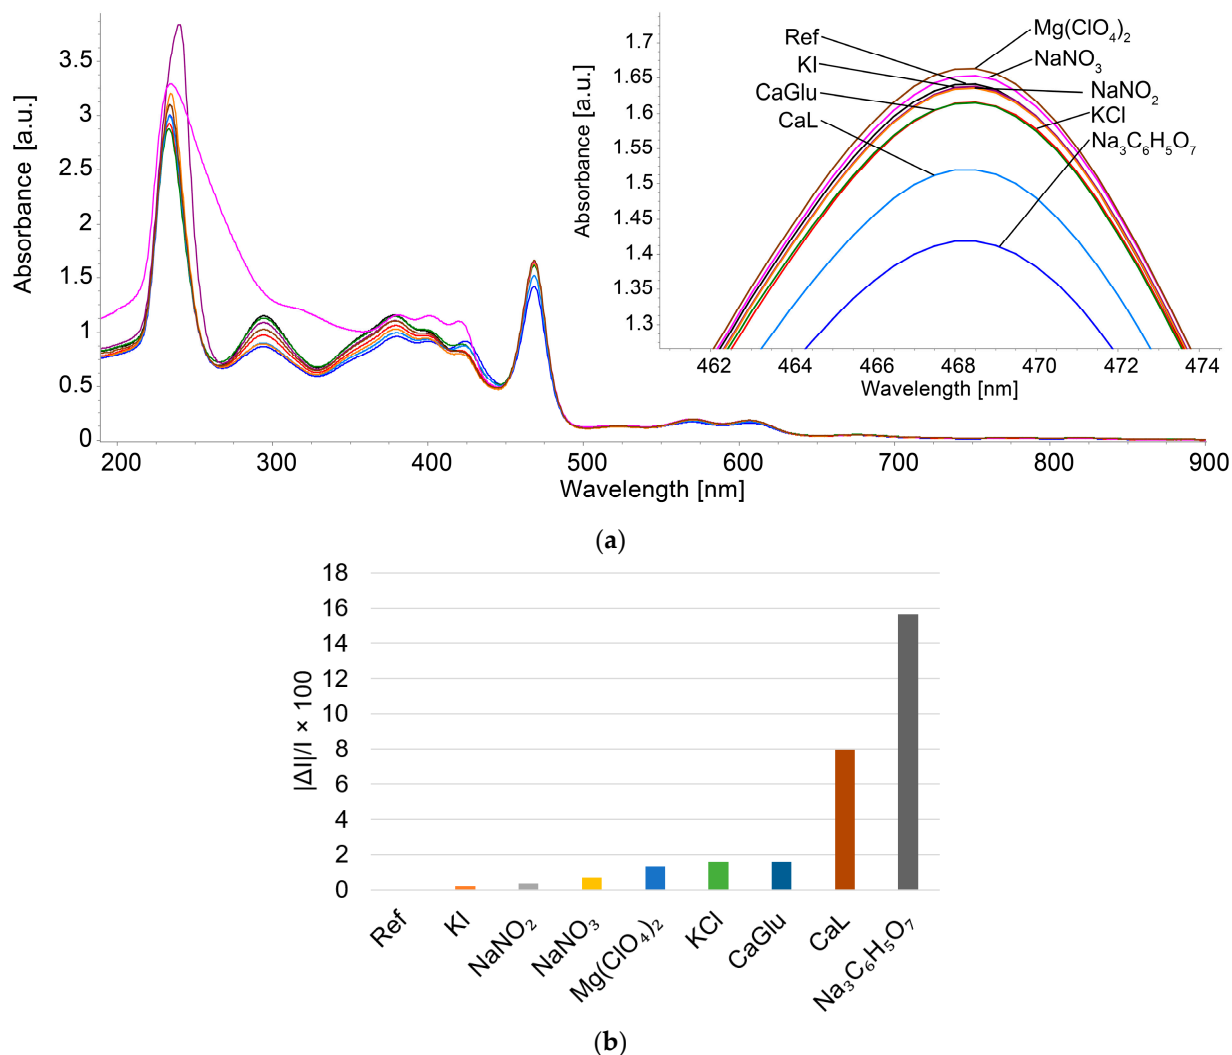 Absorbance [a.u.]
3.5
3
2.5
2
1.5
1
0.5
0
200
300
400
500
600
700
800
900
Wavelength [nm]
Absorbance [a.u.]
1.7
1.65
1.6
1.55
1.5
1.45
1.4
1.35
1.3
462
464
466
468
470
472
474
Wavelength [nm]
Ref
KI
CaGlu
CaL
Mg(ClO₄)₂
NaNO₃
NaNO₂
KCl
Na₃C₆H₅O₇
(a)
|ΔI|/I × 100
18
16
14
12
10
8
6
4
2
0
Ref
KI
NaNO₂
NaNO₃
Mg(ClO₄)₂
KCl
CaGlu
CaL
Na₃C₆H₅O₇
(b)